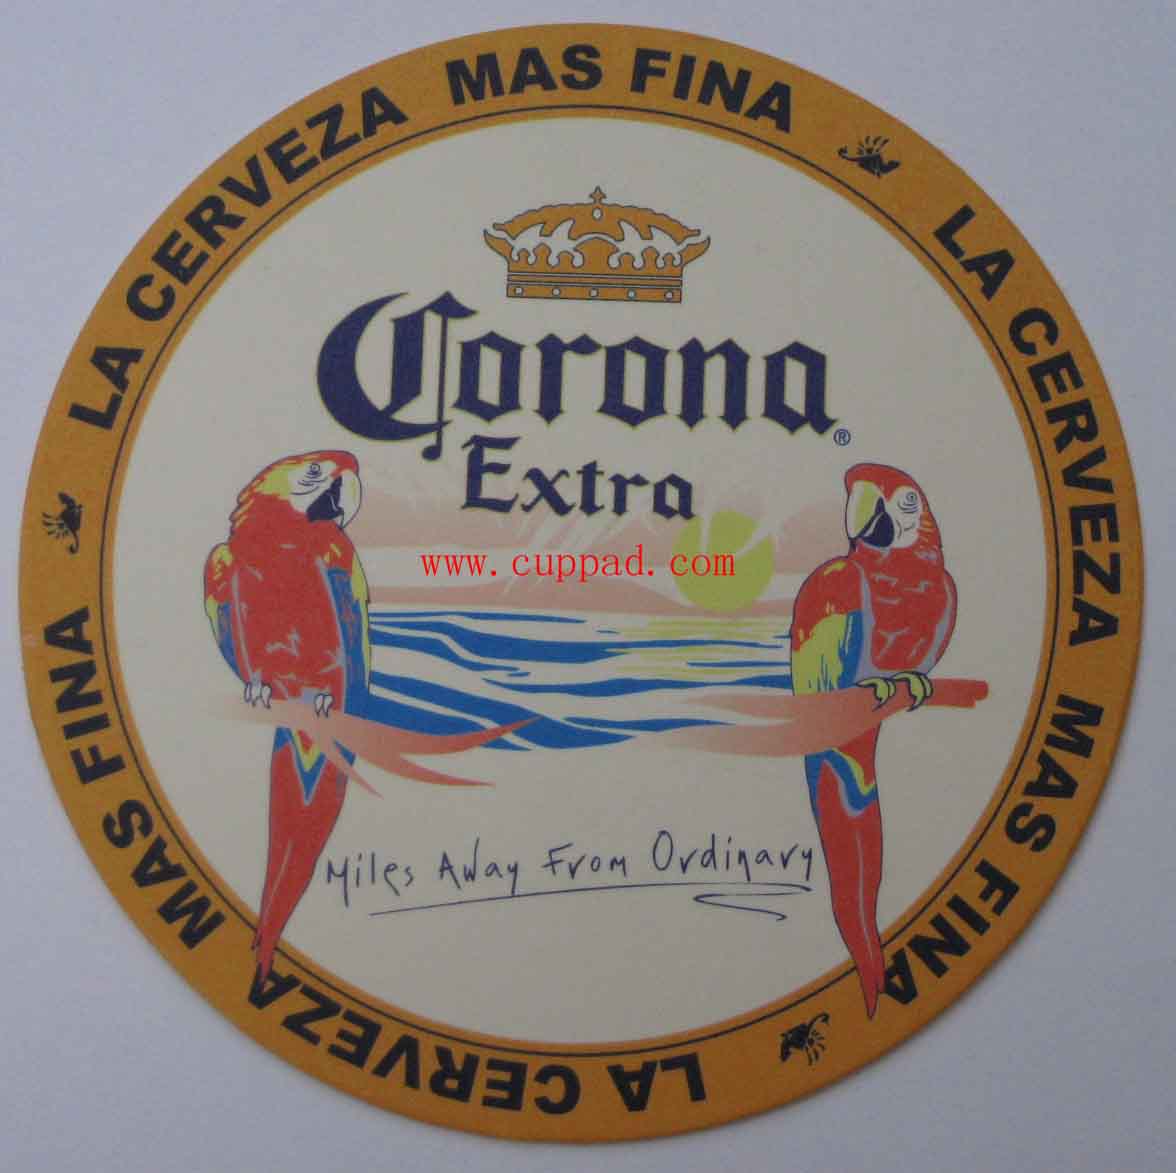 LA CERVEZA MAS FINA
LA CERVEZA MAS FINA
LA CERVEZA MAS FINA
Corona®
Extra
www.cuppad.com
Miles Away From Ordinary